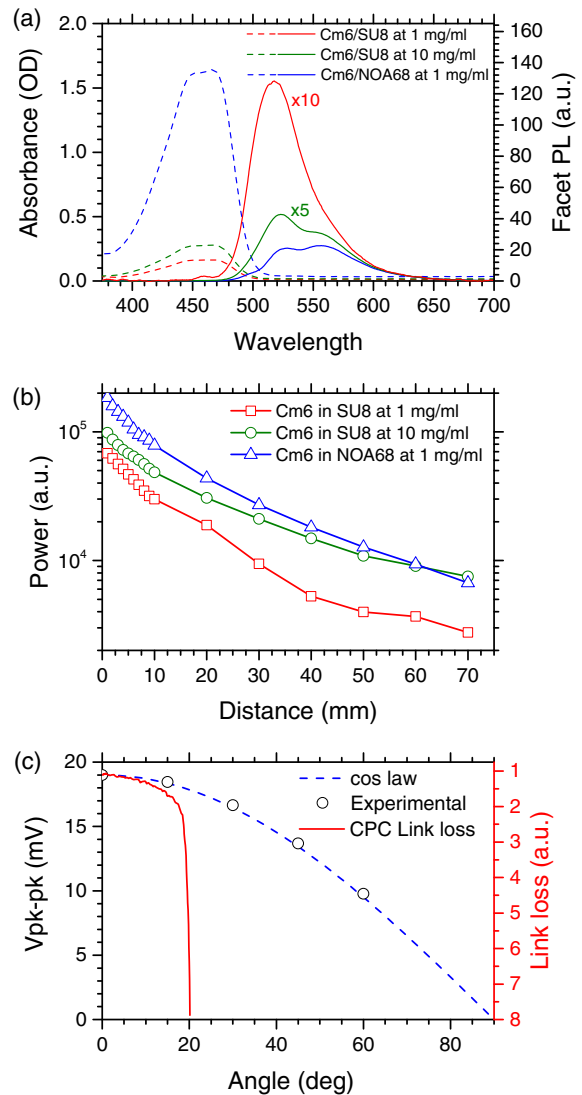 (a)
Cm6/SU8 at 1 mg/ml
Cm6/SU8 at 10 mg/ml
Cm6/NOA68 at 1 mg/ml
x10
x5
2.0
1.5
1.0
0.5
0.0
Absorbance (OD)
160
140
120
100
80
60
40
20
0
Facet PL (a.u.)
400 450 500 550 600 650 700
Wavelength
(b)
Cm6 in SU8 at 1 mg/ml
Cm6 in SU8 at 10 mg/ml
Cm6 in NOA68 at 1 mg/ml
10^5
10^4
Power (a.u.)
0 10 20 30 40 50 60 70
Distance (mm)
(c)
cos law
Experimental
CPC Link loss
20
15
10
5
0
Vpk-pk (mV)
1
2
3
4
5
6
7
8
Link loss (a.u.)
0 20 40 60 80
Angle (deg)